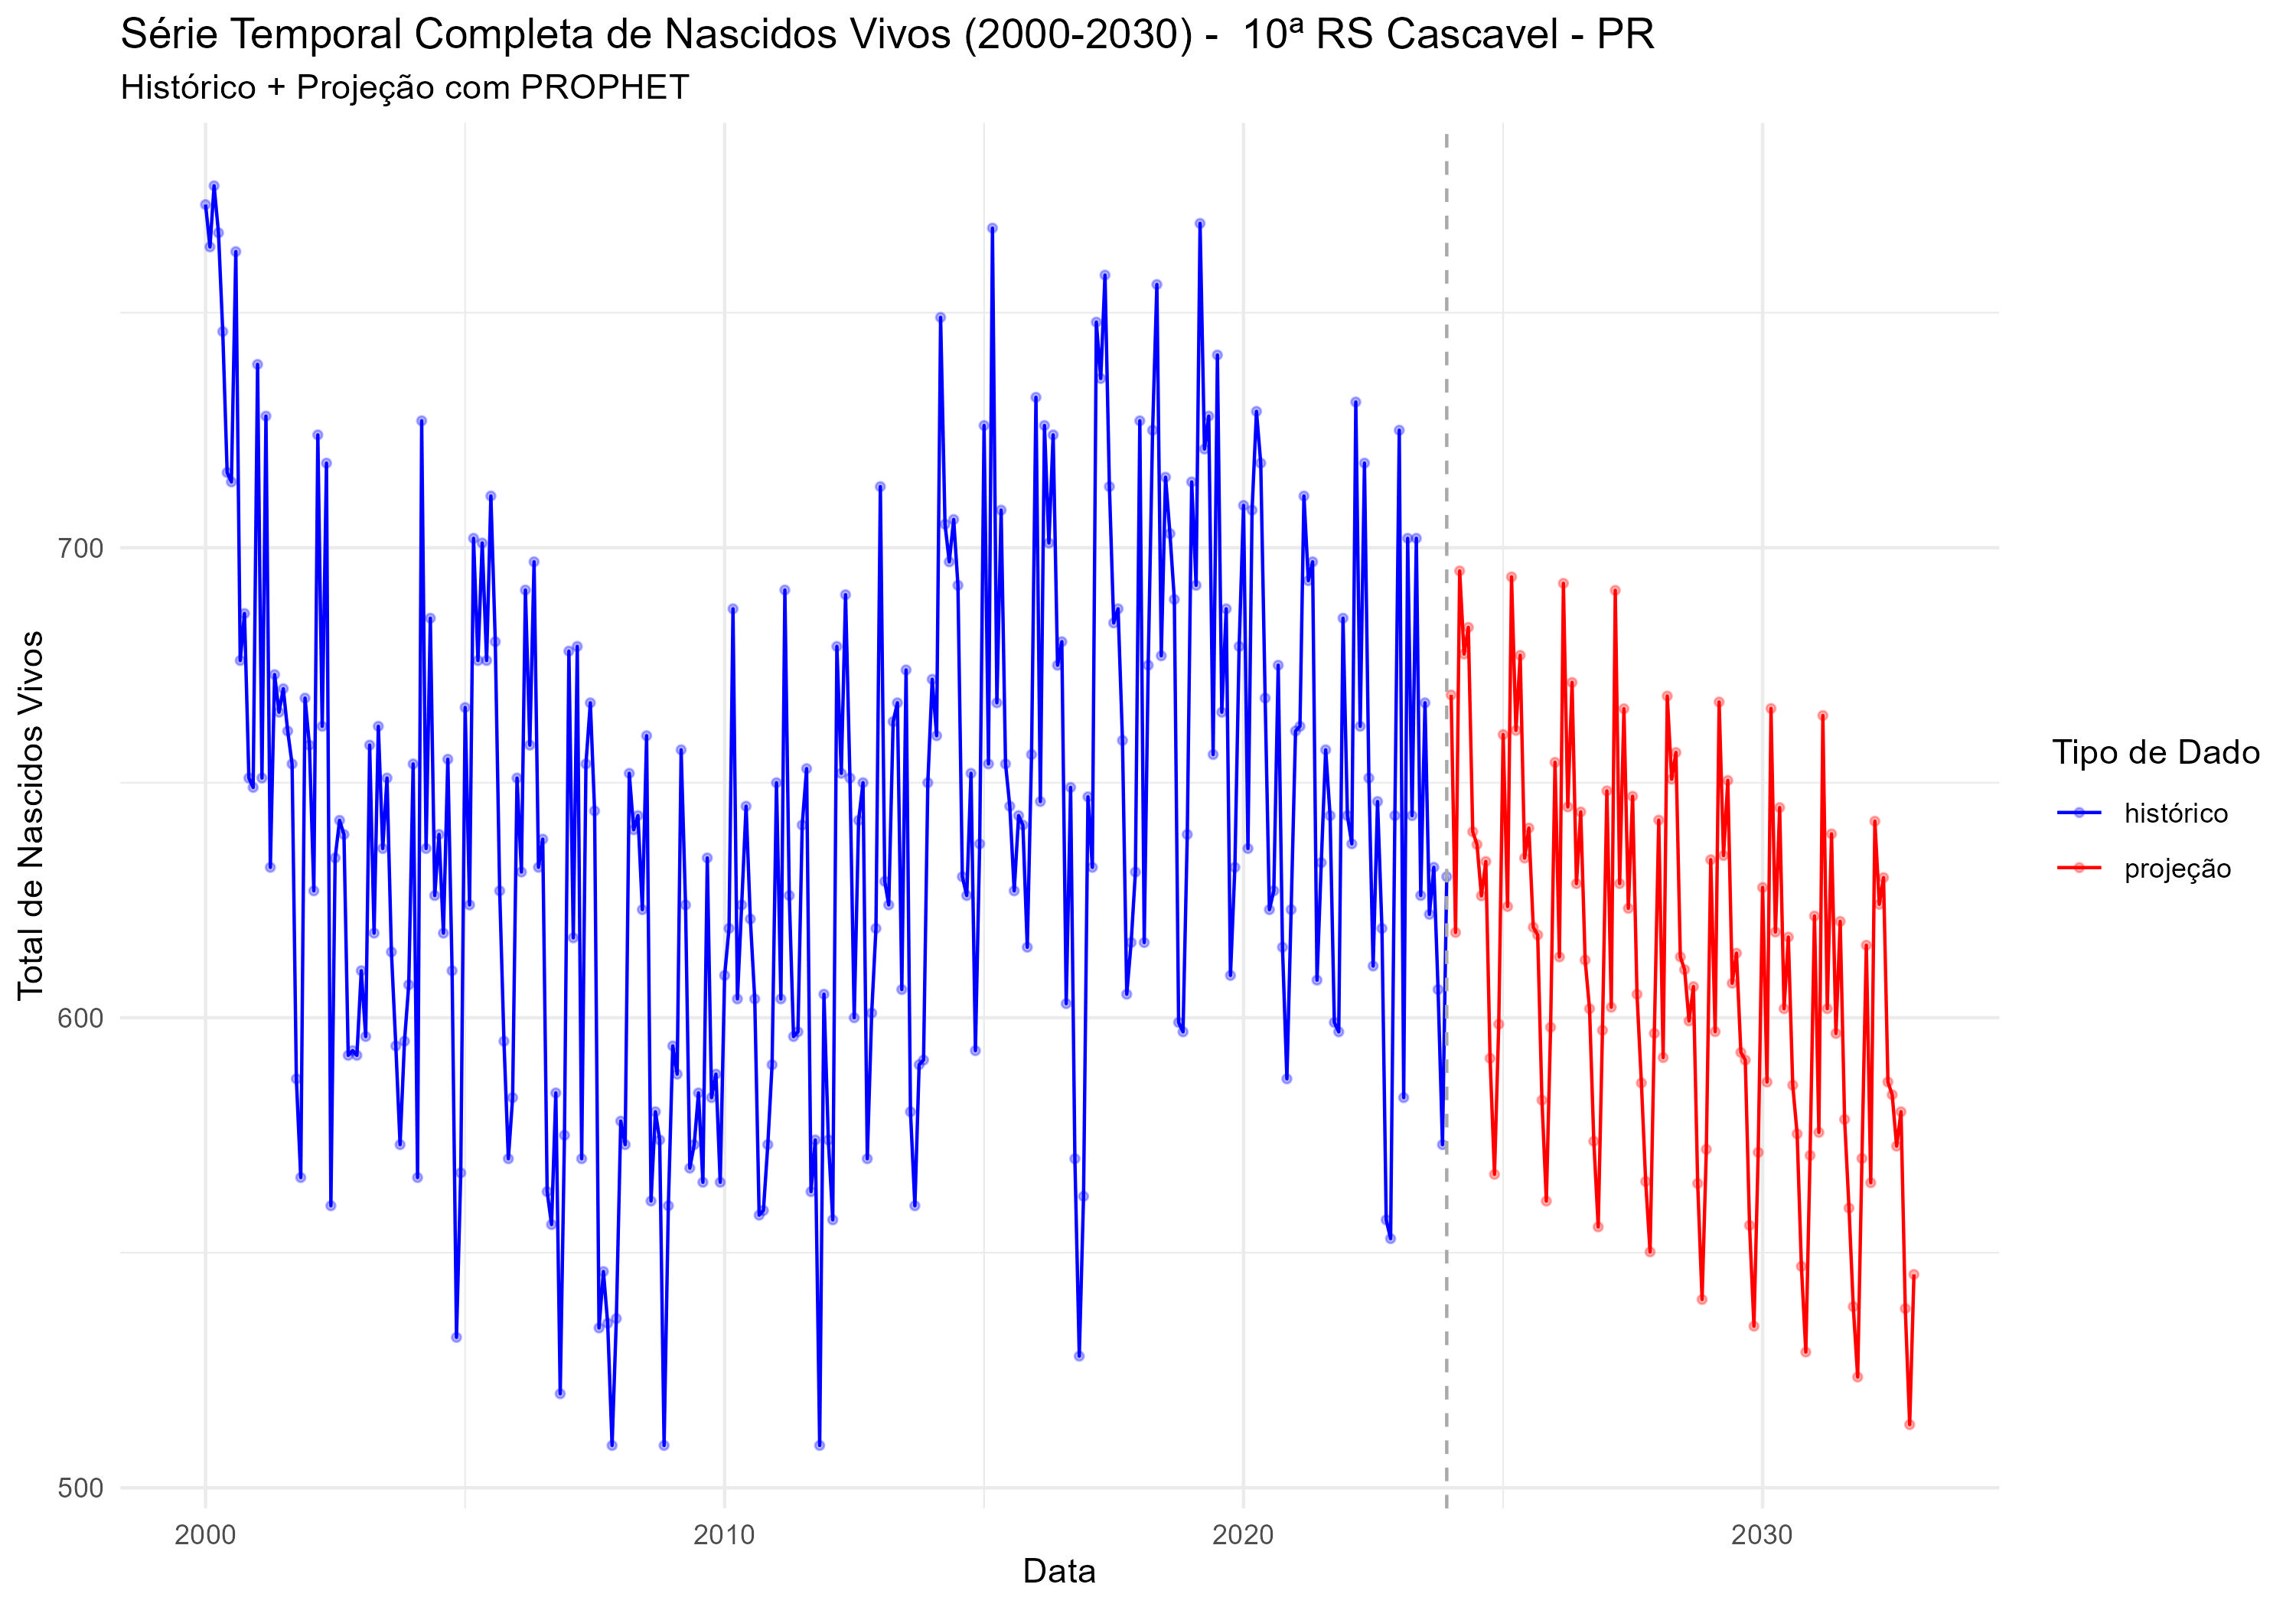 Série Temporal Completa de Nascidos Vivos (2000-2030) -  10ª RS Cascavel - PR
Histórico + Projeção com PROPHET
Total de Nascidos Vivos
700
600
500
2000
2010
2020
2030
Data
Tipo de Dado
histórico
projeção